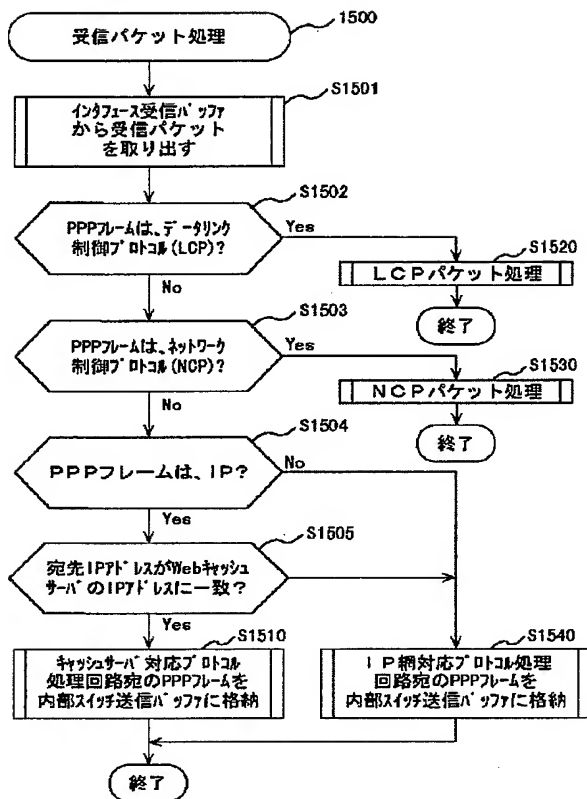 受信パケット処理
1500
S1501
インタフェース受信バッファ
から受信パケット
を取り出す
S1502
PPPフレームは、データリンク
制御プロトコル(LCP)?
Yes
No
S1520
LCPパケット処理
終了
S1503
PPPフレームは、ネットワーク
制御プロトコル(NCP)?
Yes
No
S1530
NCPパケット処理
終了
S1504
PPPフレームは、IP?
No
Yes
S1505
宛先IPアドレスがWebキャッシュ
サーバのIPアドレスに一致?
Yes
S1510
キャッシュサーバ対応プロトコル
処理回路宛のPPPフレームを
内部スイッチ送信バッファに格納
S1540
IP網対応プロトコル処理
回路宛のPPPフレームを
内部スイッチ送信バッファに格納
終了